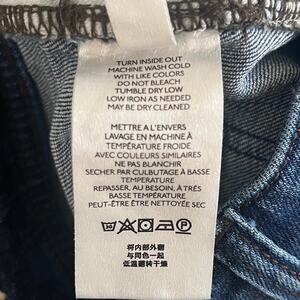 TURN INSIDE OUT
MACHINE WASH COLD
WITH LIKE COLORS
DO NOT BLEACH
TUMBLE DRY LOW
LOW IRON AS NEEDED
MAY BE DRY CLEANED
METTRE A L'ENVERS
LAVAGE EN MACHINE À
TEMPÉRATURE FROIDE
AVEC COULEURS SIMILAIRES
NE PAS BLANCHIR
SECHER PAR CULBUTAGE À BASSE
TEMPERATURE
REPASSER, AU BESOIN, À TRÈS
BASSE TEMPÉRATURE
PEUT-ÊTRE ÊTRE NETTOYÉ SEC
P
将内部外翻
与同色一起
低温翻转干燥